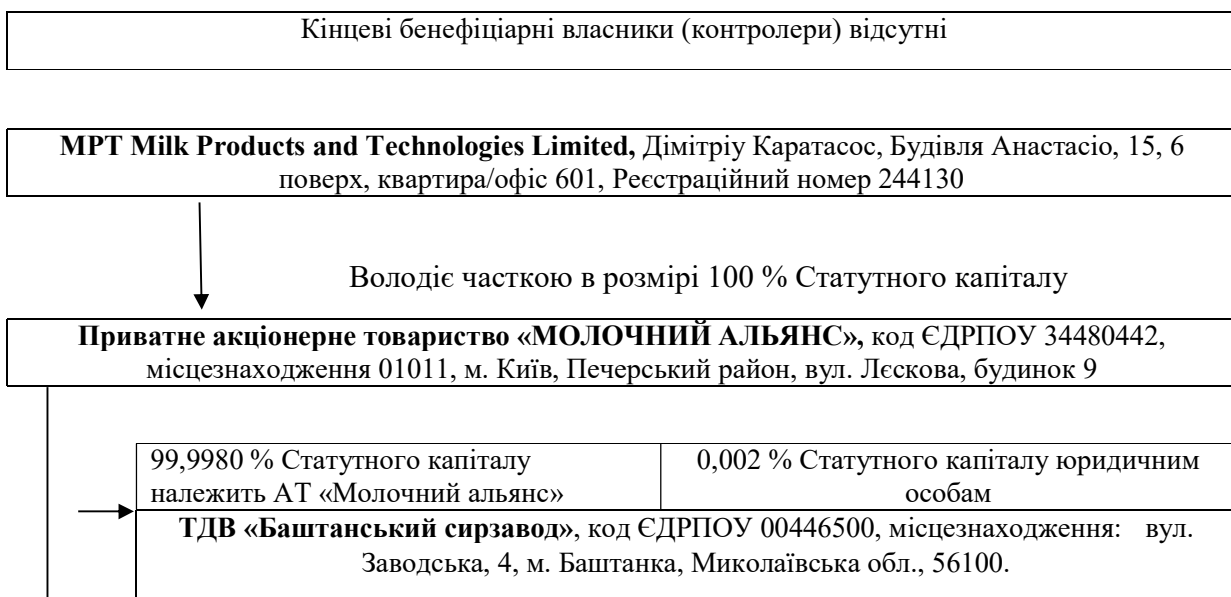 Кінцеві бенефіціарні власники (контролери) відсутні
MPT Milk Products and Technologies Limited, Дімітріу Каратасос, Будівля Анастасіо, 15, 6
поверх, квартира/офіс 601, Реєстраційний номер 244130
Володіє часткою в розмірі 100 % Статутного капіталу
Приватне акціонерне товариство «МОЛОЧНИЙ АЛЬЯНС», код ЄДРПОУ 34480442,
місцезнаходження 01011, м. Київ, Печерський район, вул. Лєскова, будинок 9
99,9980 % Статутного капіталу
належить АТ «Молочний альянс»
0,002 % Статутного капіталу юридичним
особам
ТДВ «Баштанський сирзавод», код ЄДРПОУ 00446500, місцезнаходження: вул.
Заводська, 4, м. Баштанка, Миколаївська обл., 56100.